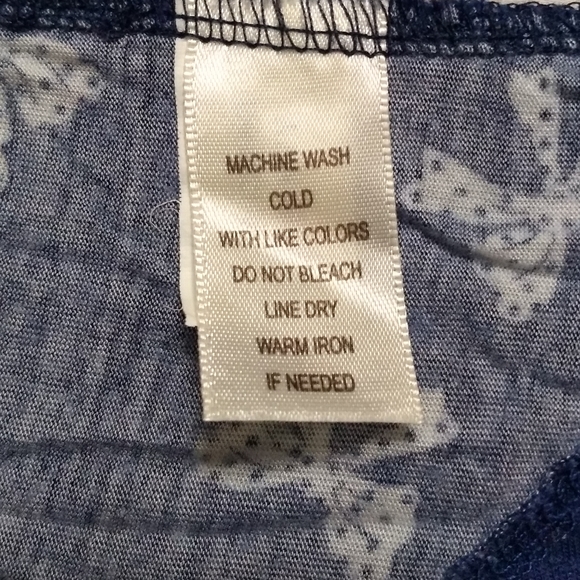 MACHINE WASH
COLD
WITH LIKE COLORS
DO NOT BLEACH
LINE DRY
WARM IRON
IF NEEDED